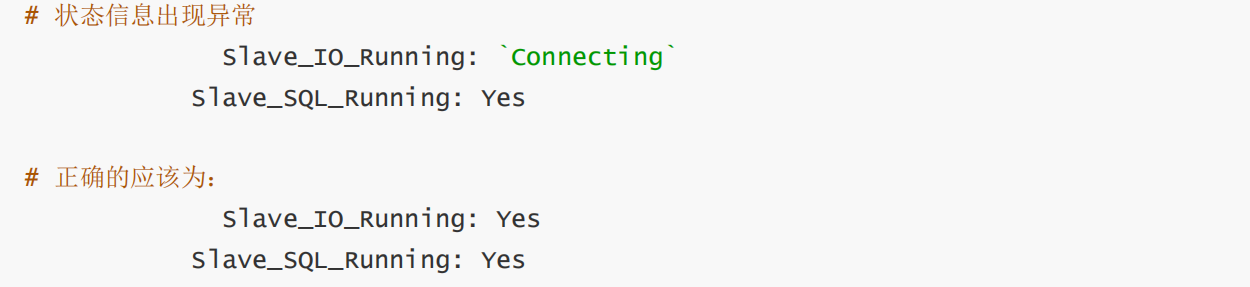 # 状态信息出现异常
Slave_IO_Running: `Connecting`
Slave_SQL_Running: Yes
# 正确的应该为：
Slave_IO_Running: Yes
Slave_SQL_Running: Yes